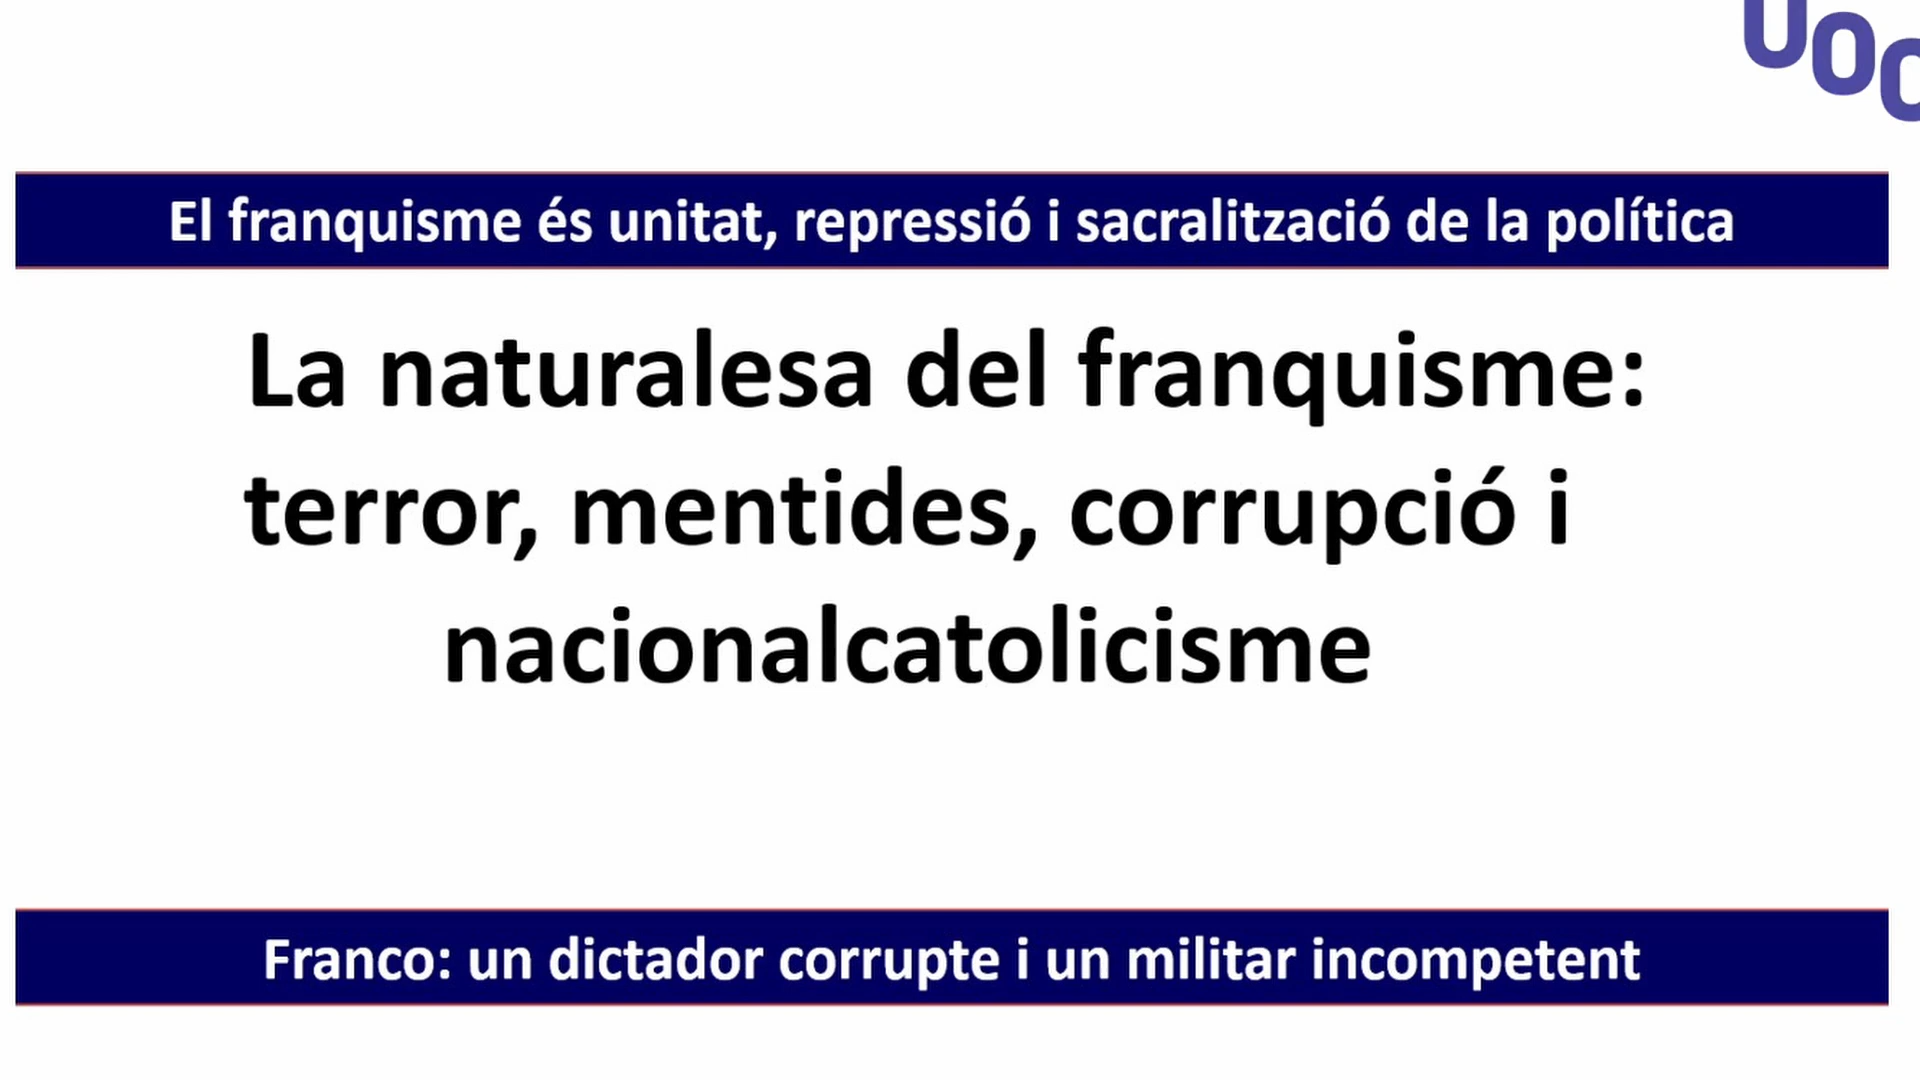 UOC
El franquisme és unitat, repressió i sacralització de la política
La naturalesa del franquisme:
terror, mentides, corrupció i
nacionalcatolicisme
Franco: un dictador corrupte i un militar incompetent